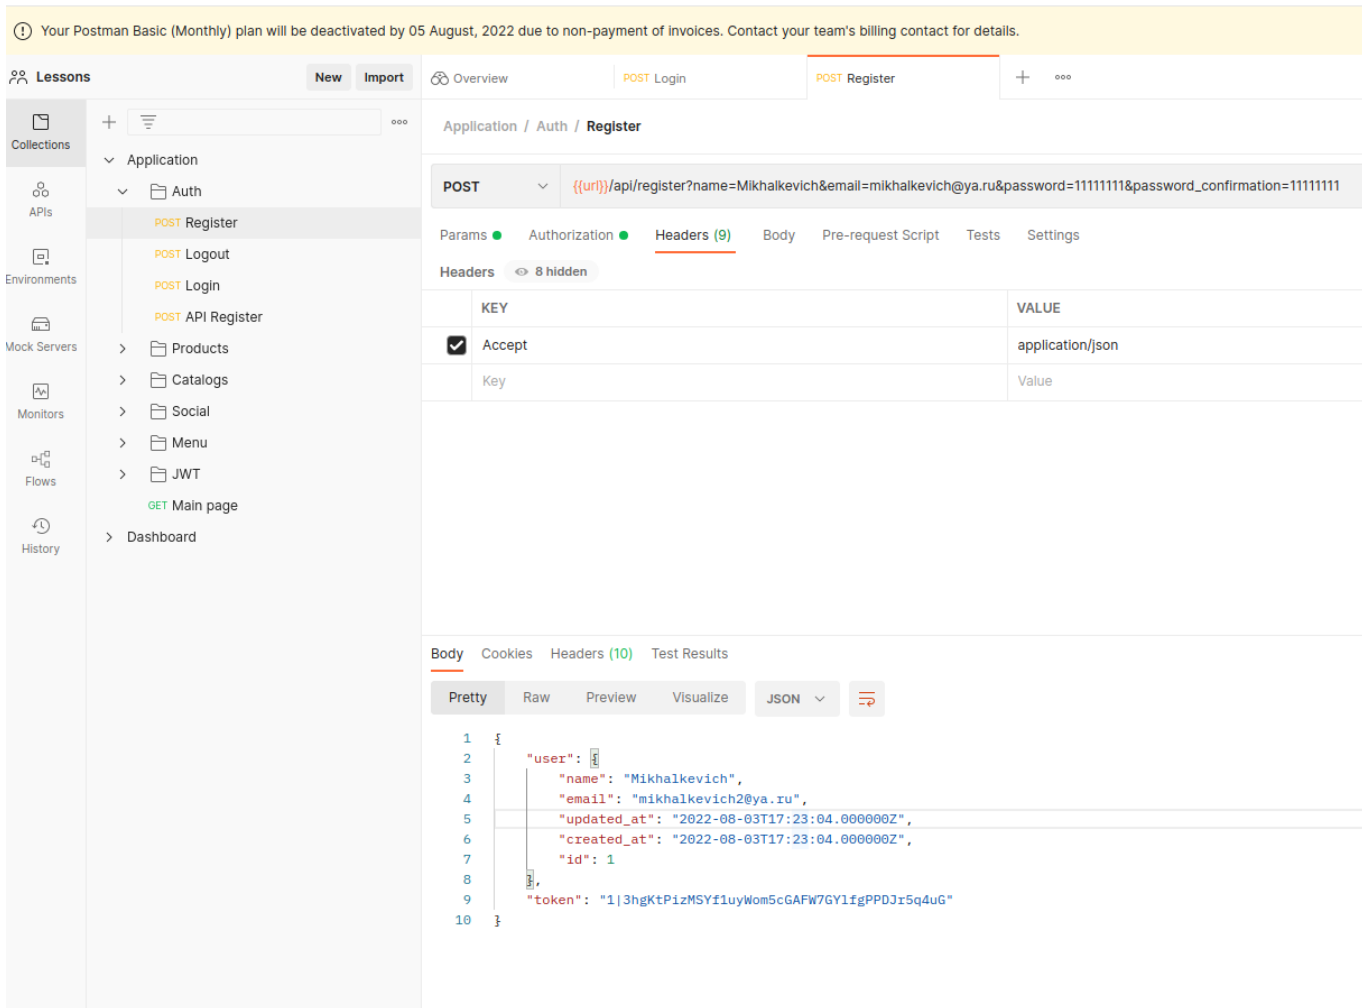 Your Postman Basic (Monthly) plan will be deactivated by 05 August, 2022 due to non-payment of invoices. Contact your team's billing contact for details.
Lessons
New
Import
Overview
POST Login
POST Register
Collections
APIs
Environments
Mock Servers
Monitors
Flows
History
Application
Auth
POST Register
POST Logout
POST Login
POST API Register
Products
Catalogs
Social
Menu
JWT
GET Main page
Dashboard
Application / Auth / Register
POST
{{url}}/api/register?name=Mikhalkevich&email=mikhalkevich@ya.ru&password=11111111&password_confirmation=11111111
Params Authorization Headers (9) Body Pre-request Script Tests Settings
Headers 8 hidden
KEY VALUE
Accept application/json
Key Value
Body Cookies Headers (10) Test Results
Pretty Raw Preview Visualize JSON
1 {
2 "user": {
3 "name": "Mikhalkevich",
4 "email": "mikhalkevich2@ya.ru",
5 "updated_at": "2022-08-03T17:23:04.000000Z",
6 "created_at": "2022-08-03T17:23:04.000000Z",
7 "id": 1
8 },
9 "token": "1|3hgKtPizMSYf1uyWom5cGAFW7GYlfgPPDJr5q4uG"
10 }